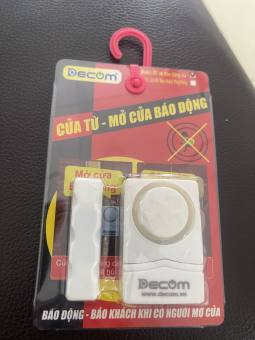 Decom
CỬA TỪ - MỞ CỬA BÁO ĐỘNG
Mở cửa
Decom
www.decom.vn
BÁO ĐỘNG - BÁO KHÁCH KHI CÓ NGƯỜI MỞ CỬA